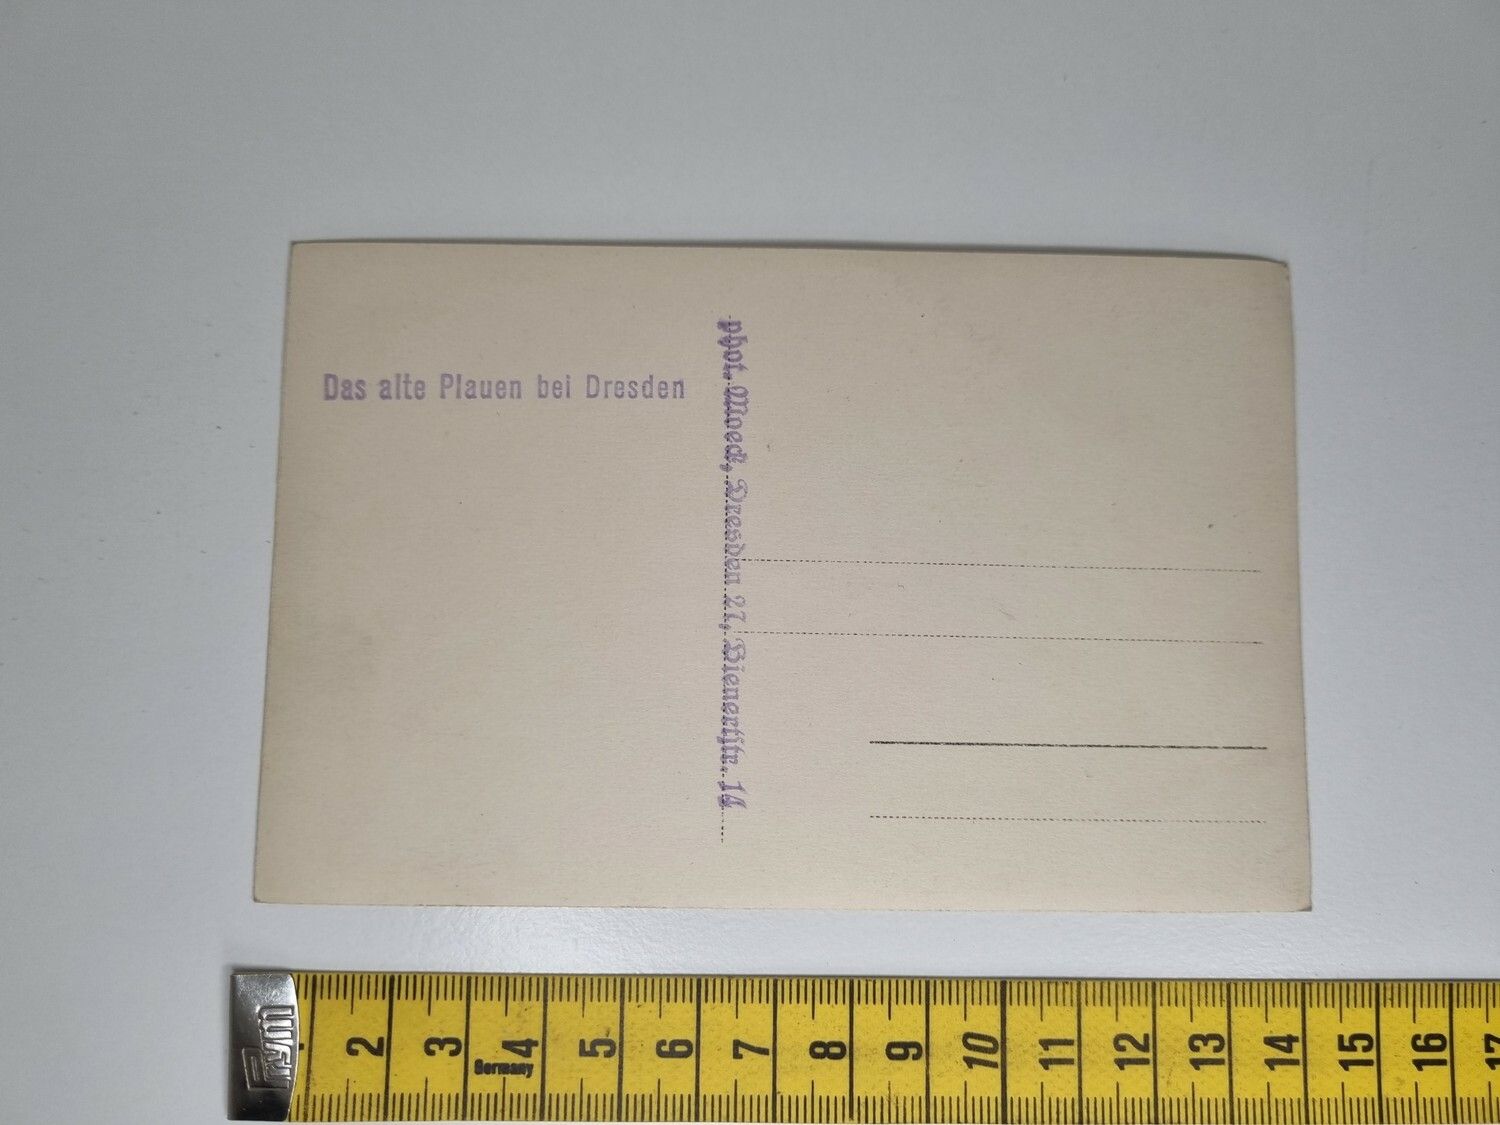 Das alte Plauen bei Dresden
phot. Moeck, Dresden 27, Bienertstr. 14
Prym
2 3 4 5 6 7 8 9 10 11 12 13 14 15 16 17
Germany